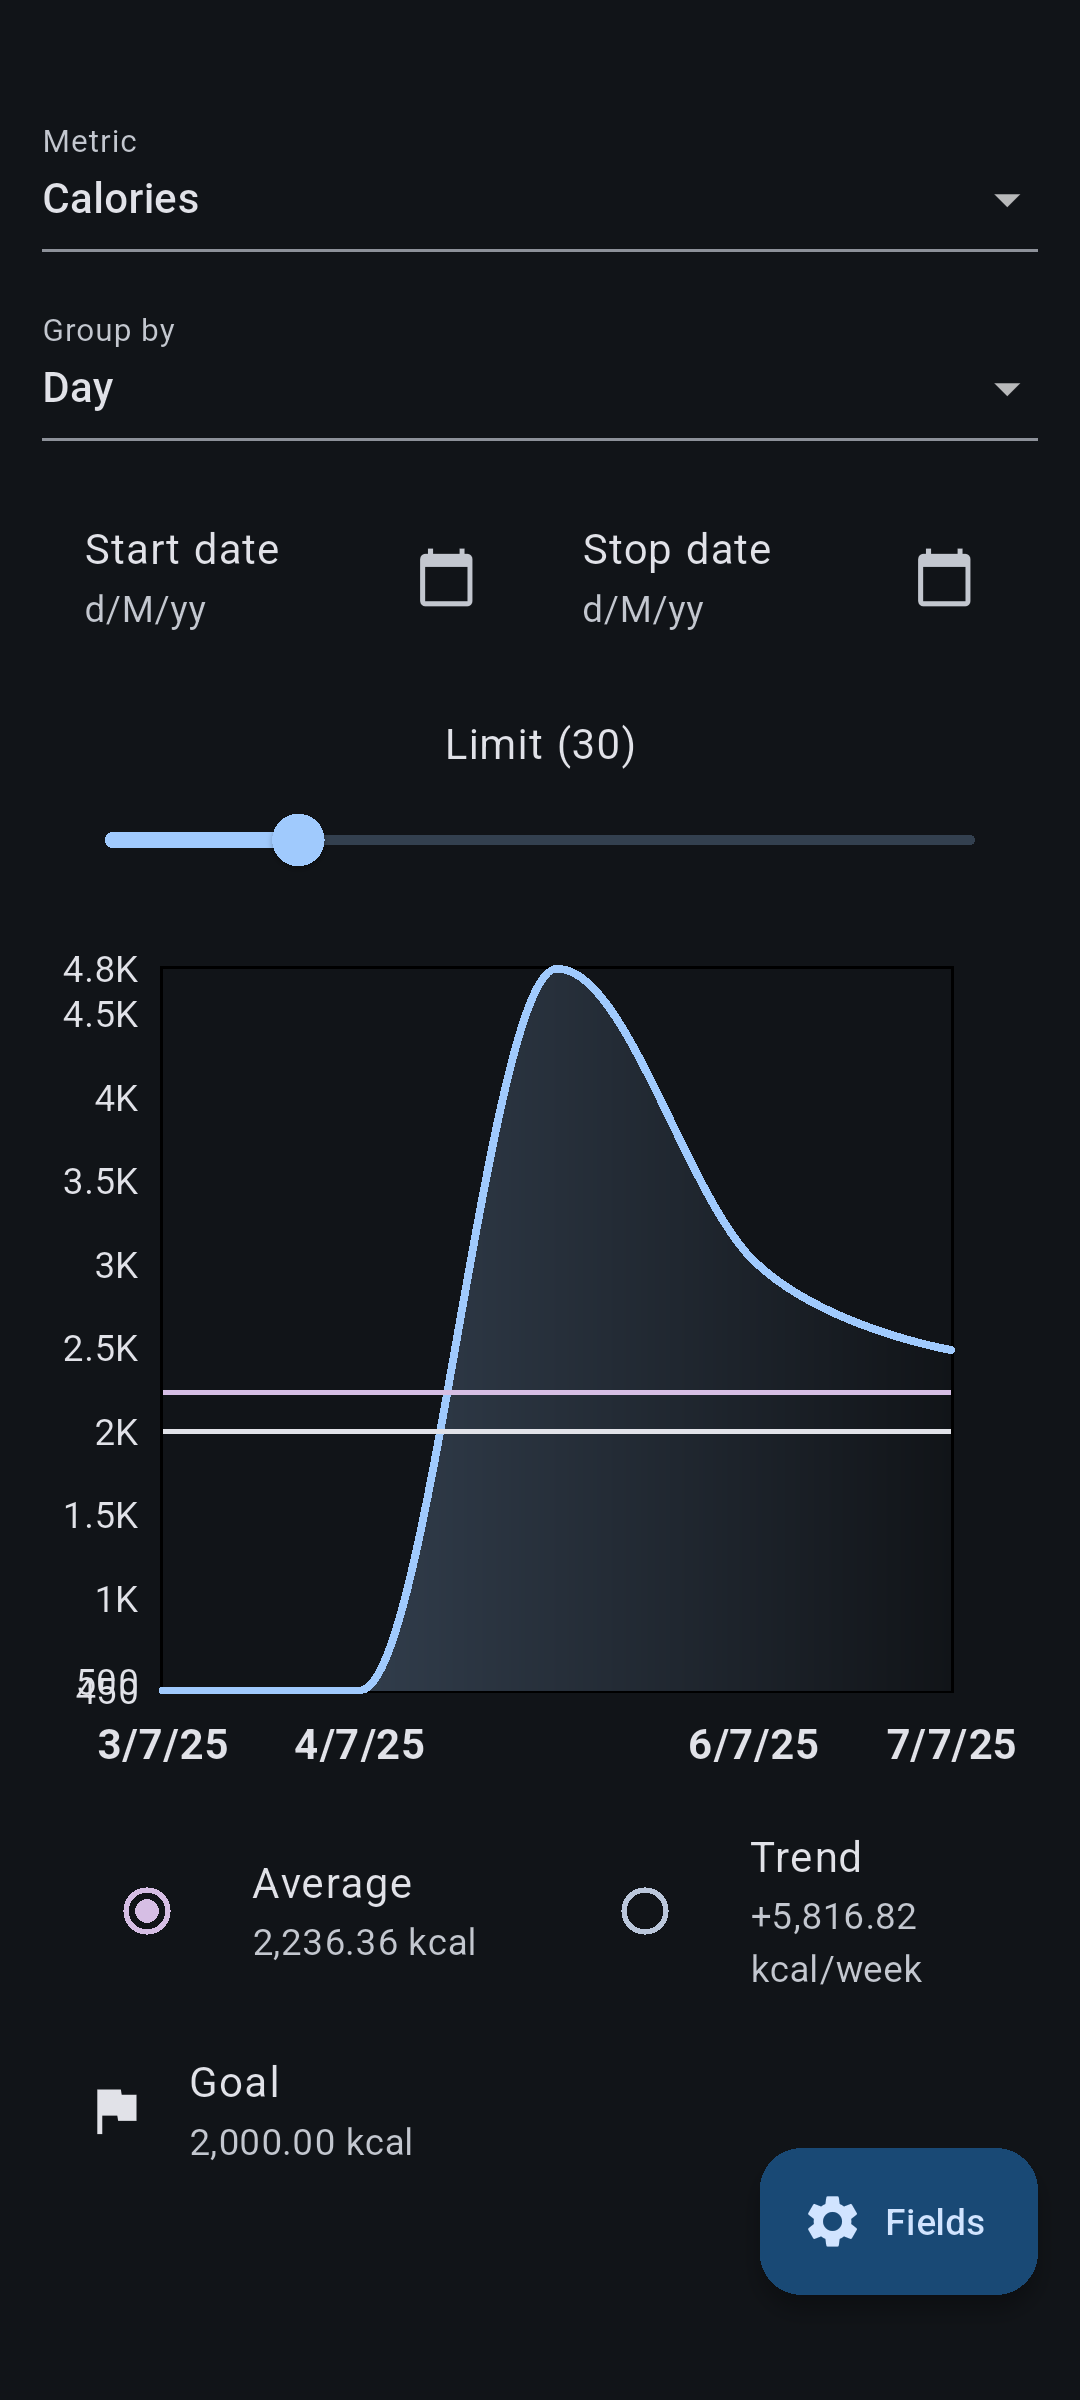 Metric
Calories
Group by
Day
Start date
d/M/yy
Stop date
d/M/yy
Limit (30)
4.8K
4.5K
4K
3.5K
3K
2.5K
2K
1.5K
1K
500
450
3/7/25
4/7/25
6/7/25
7/7/25
Average
2,236.36 kcal
Trend
+5,816.82
kcal/week
Goal
2,000.00 kcal
Fields